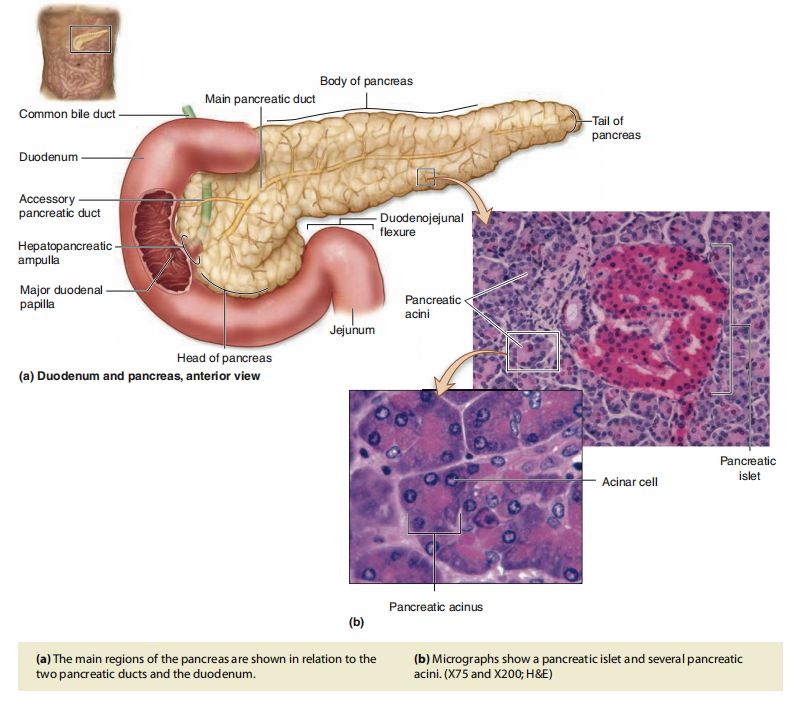 Body of pancreas
Main pancreatic duct
Common bile duct
Tail of
pancreas
Duodenum
Accessory
pancreatic duct
Duodenojejunal
flexure
Hepatopancreatic
ampulla
Major duodenal
papilla
Pancreatic
acini
Jejunum
Head of pancreas
(a) Duodenum and pancreas, anterior view
Pancreatic
islet
Acinar cell
Pancreatic acinus
(b)
(a) The main regions of the pancreas are shown in relation to the
two pancreatic ducts and the duodenum.
(b) Micrographs show a pancreatic islet and several pancreatic
acini. (X75 and X200; H&E)